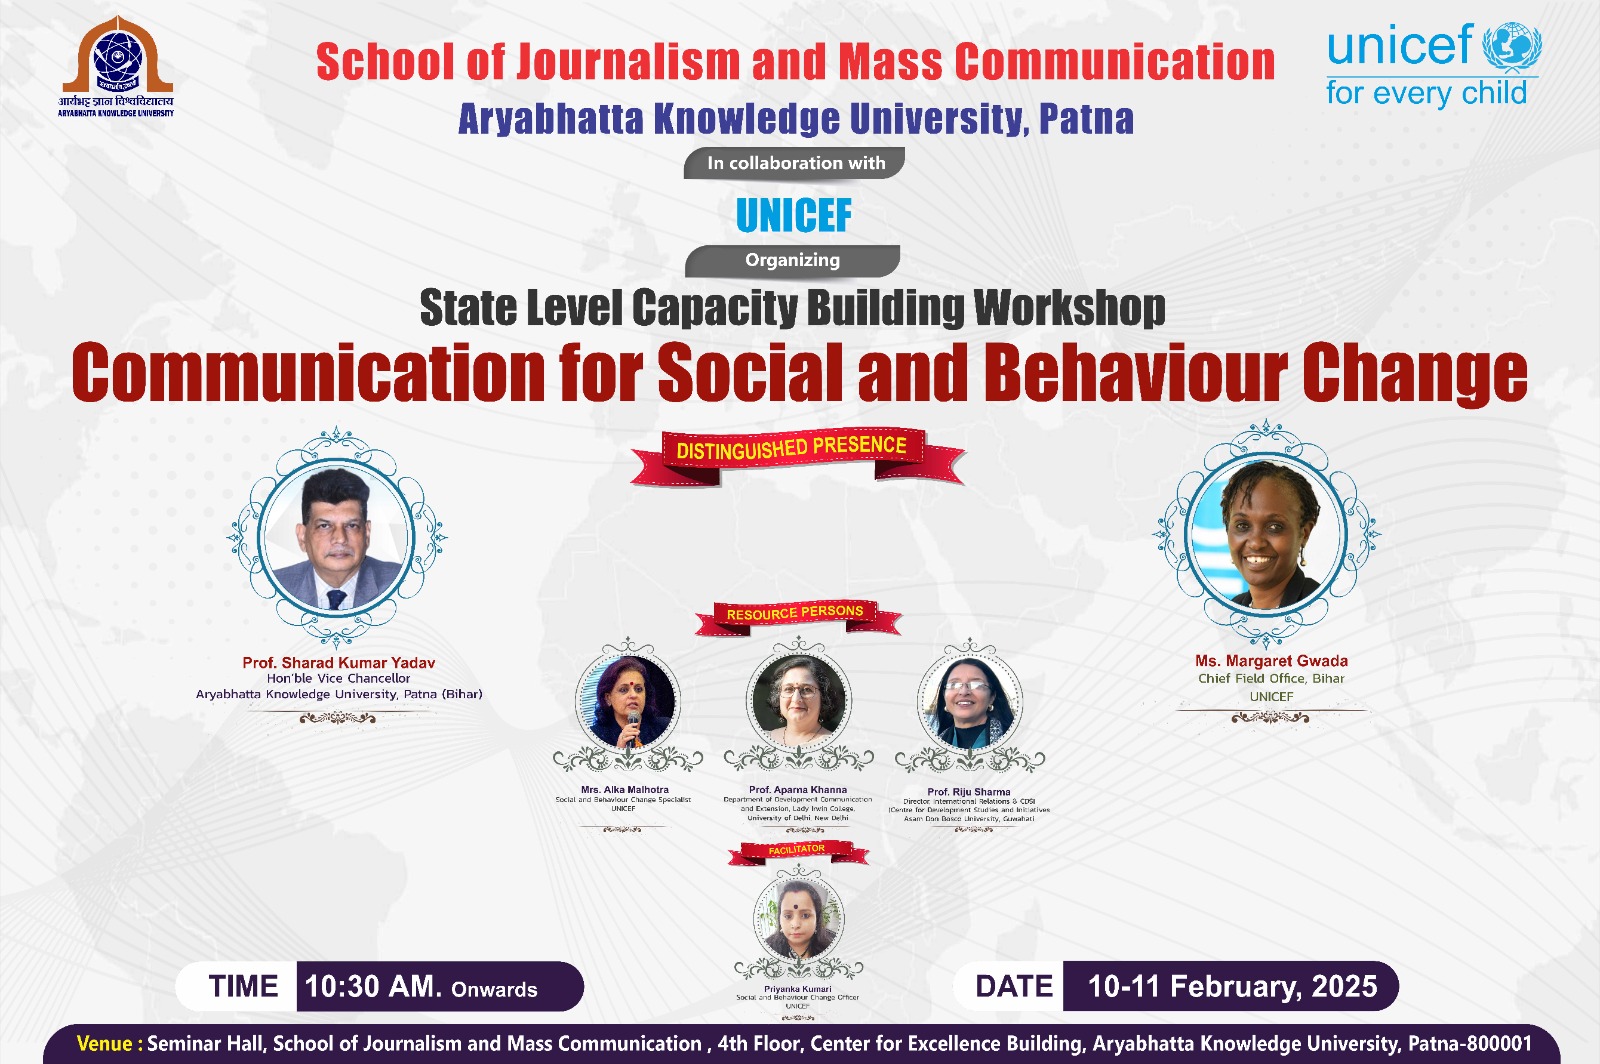 आर्यभट्ट ज्ञान विश्वविद्यालय
ARYABHATTA KNOWLEDGE UNIVERSITY
School of Journalism and Mass Communication
Aryabhatta Knowledge University, Patna
unicef
for every child
In collaboration with
UNICEF
Organizing
State Level Capacity Building Workshop
Communication for Social and Behaviour Change
DISTINGUISHED PRESENCE
Prof. Sharad Kumar Yadav
Hon'ble Vice Chancellor
Aryabhatta Knowledge University, Patna (Bihar)
Ms. Margaret Gwada
Chief Field Office, Bihar
UNICEF
RESOURCE PERSONS
Mrs. Alka Malhotra
Social and Behaviour Change Specialist
UNICEF
Prof. Aparna Khanna
Department of Development Communication
and Extension, Lady Irwin College,
University of Delhi, New Delhi
Prof. Riju Sharma
Director, International Relations & CDSI
(Centre for Development Studies and Initiatives
Asam Don Bosco University, Guwahati
FACILITATOR
Priyanka Kumari
Social and Behaviour Change Officer
UNICEF
TIME 10:30 AM. Onwards
DATE 10-11 February, 2025
Venue : Seminar Hall, School of Journalism and Mass Communication , 4th Floor, Center for Excellence Building, Aryabhatta Knowledge University, Patna-800001